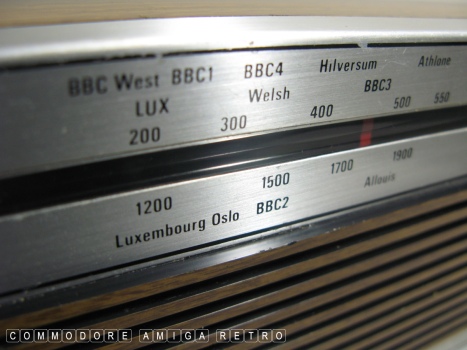 BBC West BBC1 BBC4 Hilversum Athlone
LUX Welsh BBC3
200 300 400 500 550
1200 1500 1700 1900
Luxembourg Oslo BBC2 Allouis
COMMODORE AMIGA RETRO